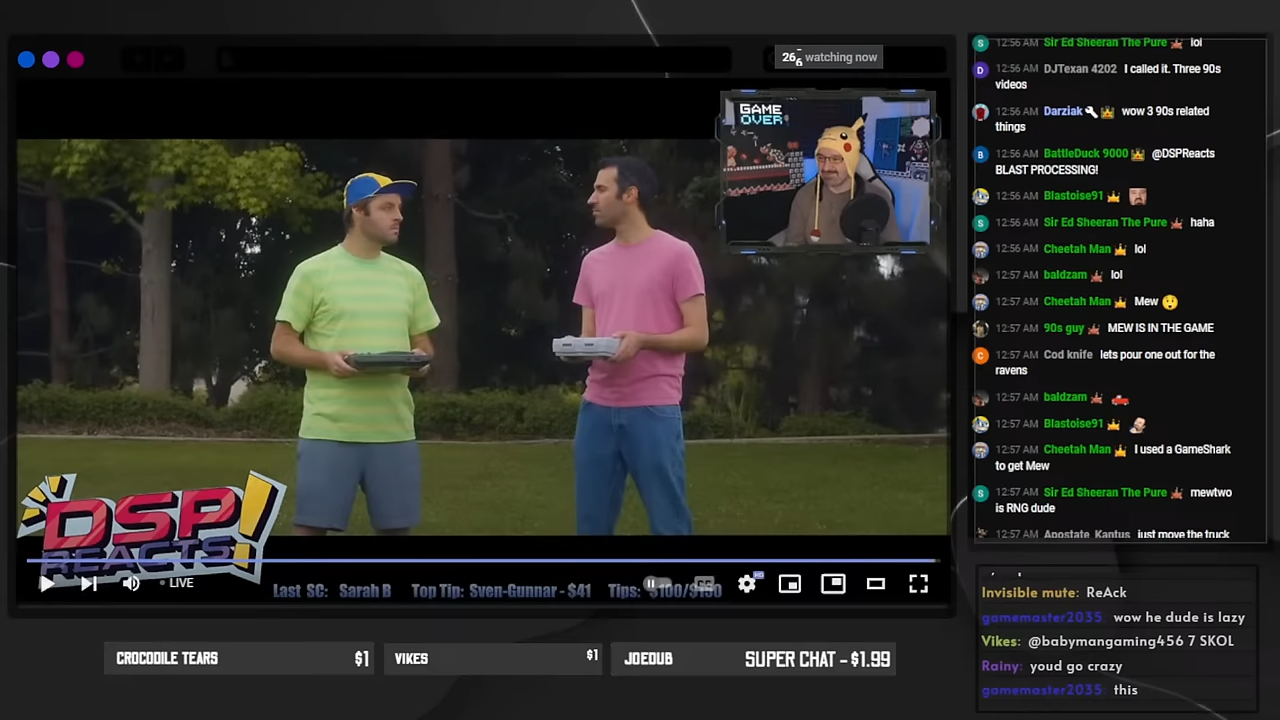 watching now
GAME
OVER
DSP
REACTS
LIVE
Last SC: Sarah B Top Tip: Sven-Gunnar - $41 Tips: $100/$150
CROCODILE TEARS $1
VIKES $1
JOEDUB SUPER CHAT - $1.99
12:56 AM Sir Ed Sheeran The Pure lol
12:56 AM DJTexan 4202 I called it. Three 90s
videos
12:56 AM Darziak wow 3 90s related
things
12:56 AM BattleDuck 9000 @DSPReacts
BLAST PROCESSING!
12:56 AM Blastoise91
12:56 AM Sir Ed Sheeran The Pure haha
12:56 AM Cheetah Man lol
12:57 AM baldzam lol
12:57 AM Cheetah Man Mew
12:57 AM 90s guy MEW IS IN THE GAME
12:57 AM Cod knife lets pour one out for the
ravens
12:57 AM baldzam
12:57 AM Blastoise91
12:57 AM Cheetah Man I used a GameShark
to get Mew
12:57 AM Sir Ed Sheeran The Pure mewtwo
is RNG dude
12:57 AM Apostate Kantus just move the truck
Invisible mute: ReAck
gamemaster2035 wow he dude is lazy
Vikes: @babymangaming456 7 SKOL
Rainy: youd go crazy
gamemaster2035 this